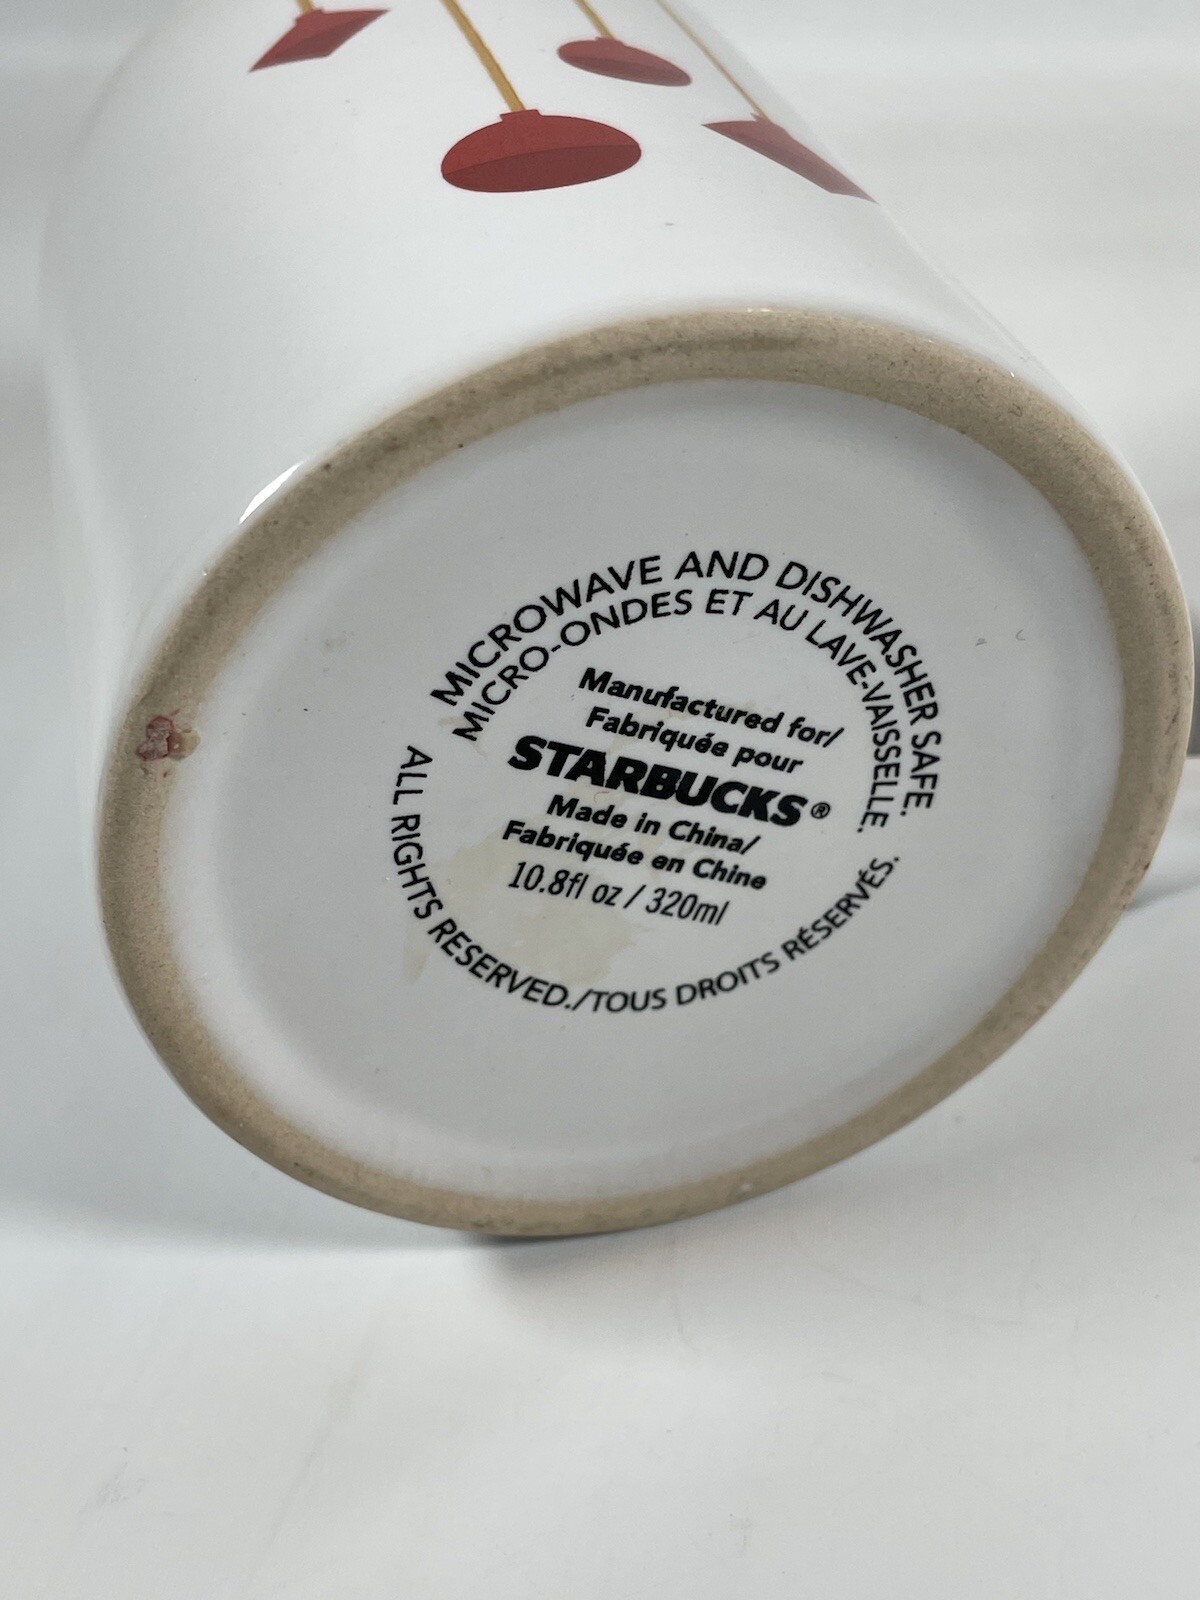 MICROWAVE AND DISHWASHER SAFE.
MICRO-ONDES ET AU LAVE-VAISSELLE.
Manufactured for/
Fabriquée pour
STARBUCKS®
Made in China/
Fabriquée en Chine
10.8fl oz / 320ml
ALL RIGHTS RESERVED./TOUS DROITS RÉSERVÉS.